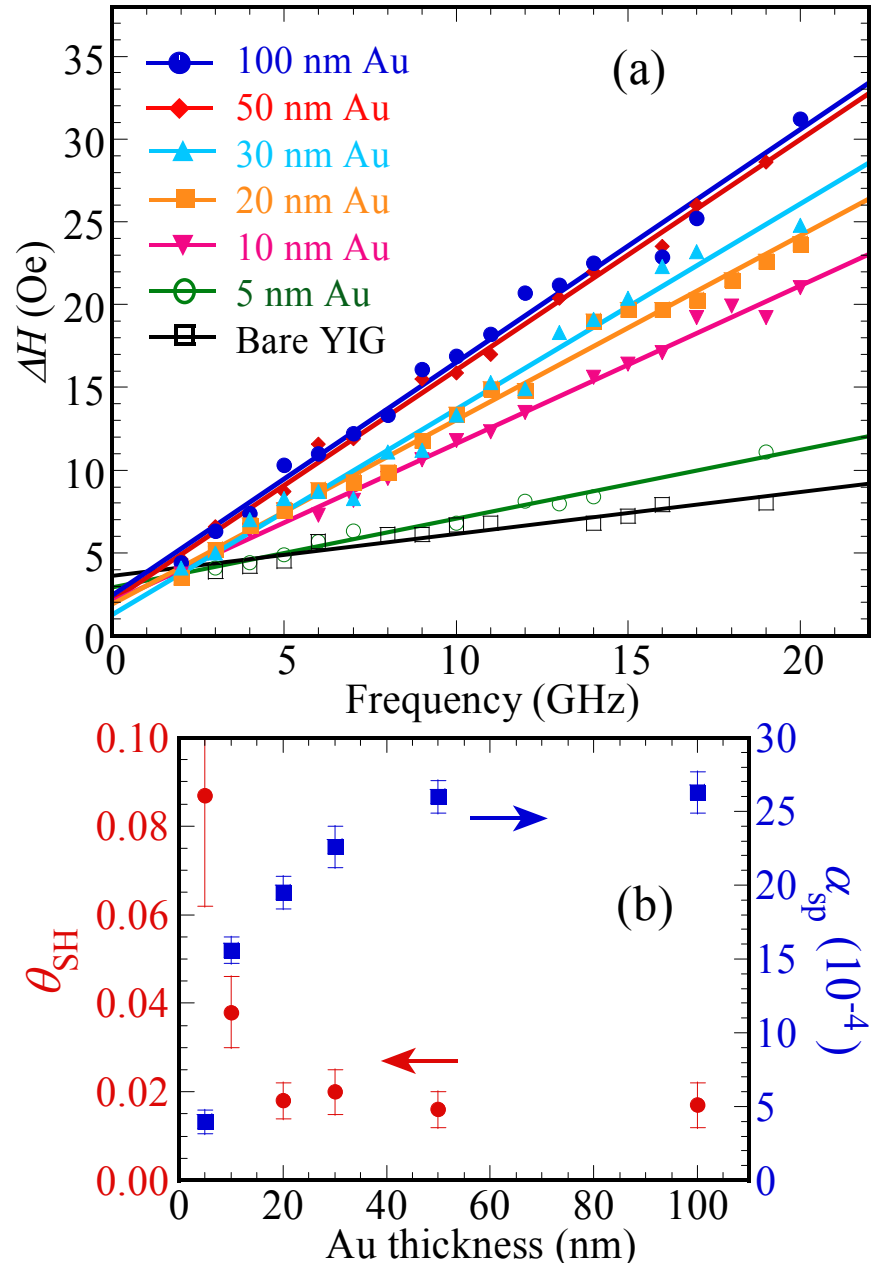 (a)
35
30
25
20
15
10
5
0
ΔH (Oe)
100 nm Au
50 nm Au
30 nm Au
20 nm Au
10 nm Au
5 nm Au
Bare YIG
0 5 10 15 20
Frequency (GHz)
(b)
0.10
0.08
0.06
0.04
0.02
0.00
θSH
30
25
20
15
10
5
0
αsp (10-4)
0 20 40 60 80 100
Au thickness (nm)